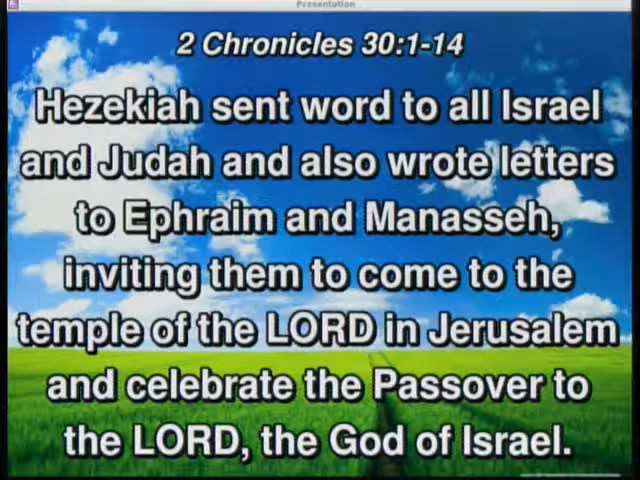 Presentation
2 Chronicles 30:1-14
Hezekiah sent word to all Israel
and Judah and also wrote letters
to Ephraim and Manasseh,
inviting them to come to the
temple of the LORD in Jerusalem
and celebrate the Passover to
the LORD, the God of Israel.